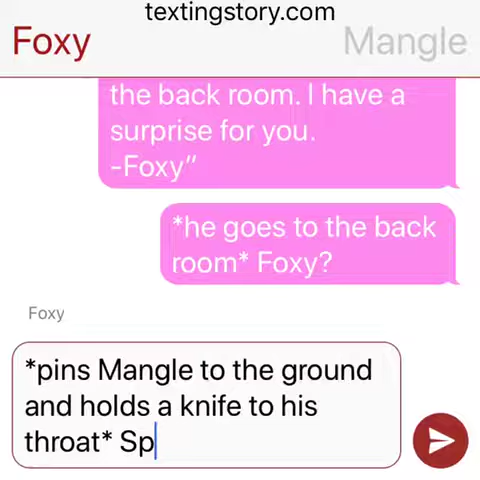 textingstory.com
Foxy
Mangle
the back room. I have a
surprise for you.
-Foxy"
*he goes to the back
room* Foxy?
Foxy
*pins Mangle to the ground
and holds a knife to his
throat* Sp